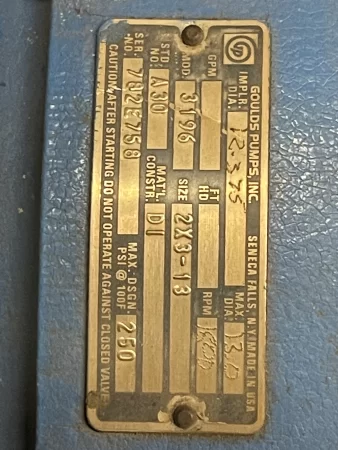 GOULDS PUMPS, INC. SENECA FALLS, N.Y. MADE IN USA
IMPLR. DIA. 12.375 MAX. DIA. 13.0
GPM FT HD RPM
MOD. 3196 SIZE 2X3-13
STD. NO. A30 MAT'L. CONSTR. DI
SER. NO. 702E758 MAX. DSGN. PSI @ 100F 250
CAUTION: AFTER STARTING DO NOT OPERATE AGAINST CLOSED VALVE